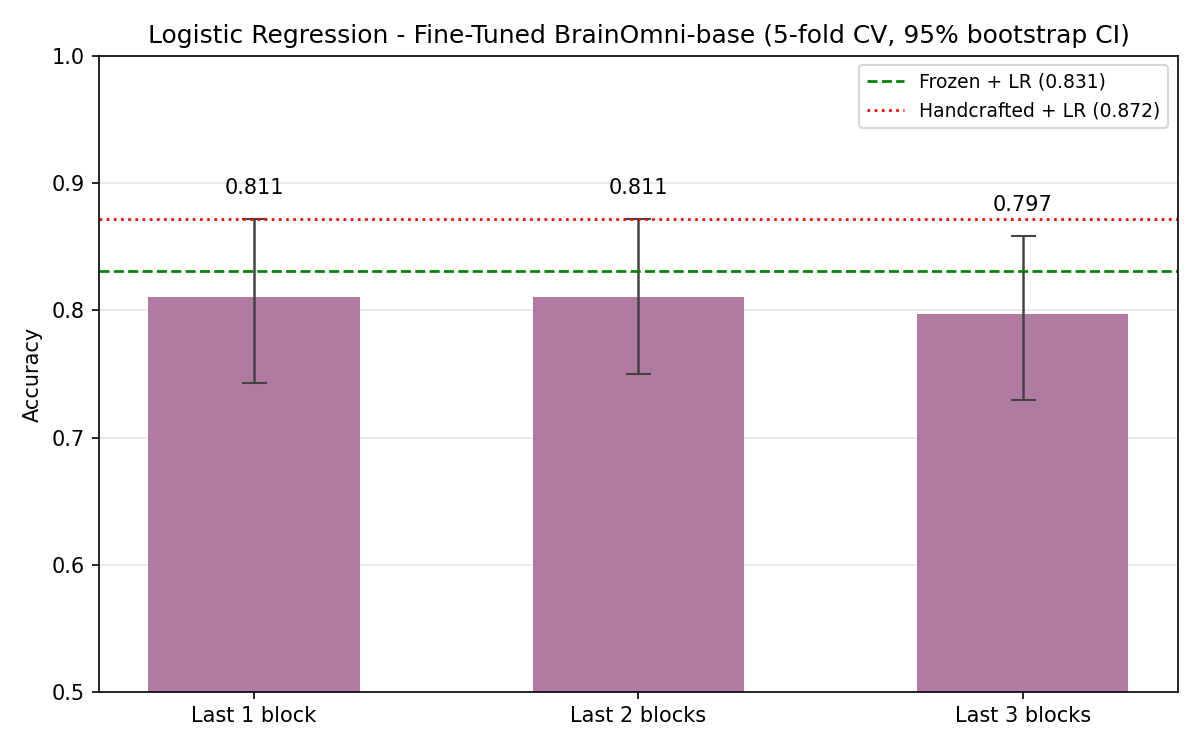 Logistic Regression - Fine-Tuned BrainOmni-base (5-fold CV, 95% bootstrap CI)
Frozen + LR (0.831)
Handcrafted + LR (0.872)
Accuracy
1.0
0.9
0.8
0.7
0.6
0.5
0.811
0.811
0.797
Last 1 block
Last 2 blocks
Last 3 blocks